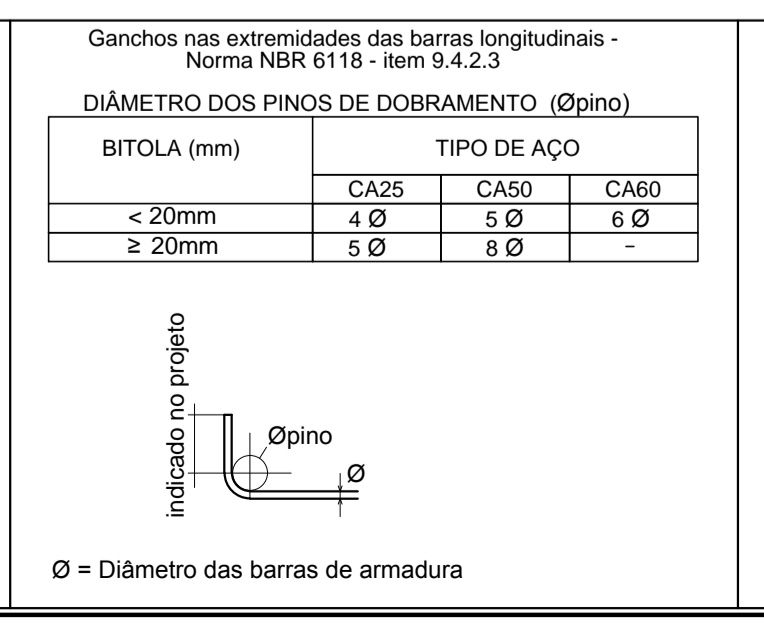 Ganchos nas extremidades das barras longitudinais -
Norma NBR 6118 - item 9.4.2.3
DIÂMETRO DOS PINOS DE DOBRAMENTO (Øpino)
BITOLA (mm) TIPO DE AÇO
CA25 CA50 CA60
< 20mm 4 Ø 5 Ø 6 Ø
≥ 20mm 5 Ø 8 Ø -
indicado no projeto
Øpino
Ø
Ø = Diâmetro das barras de armadura